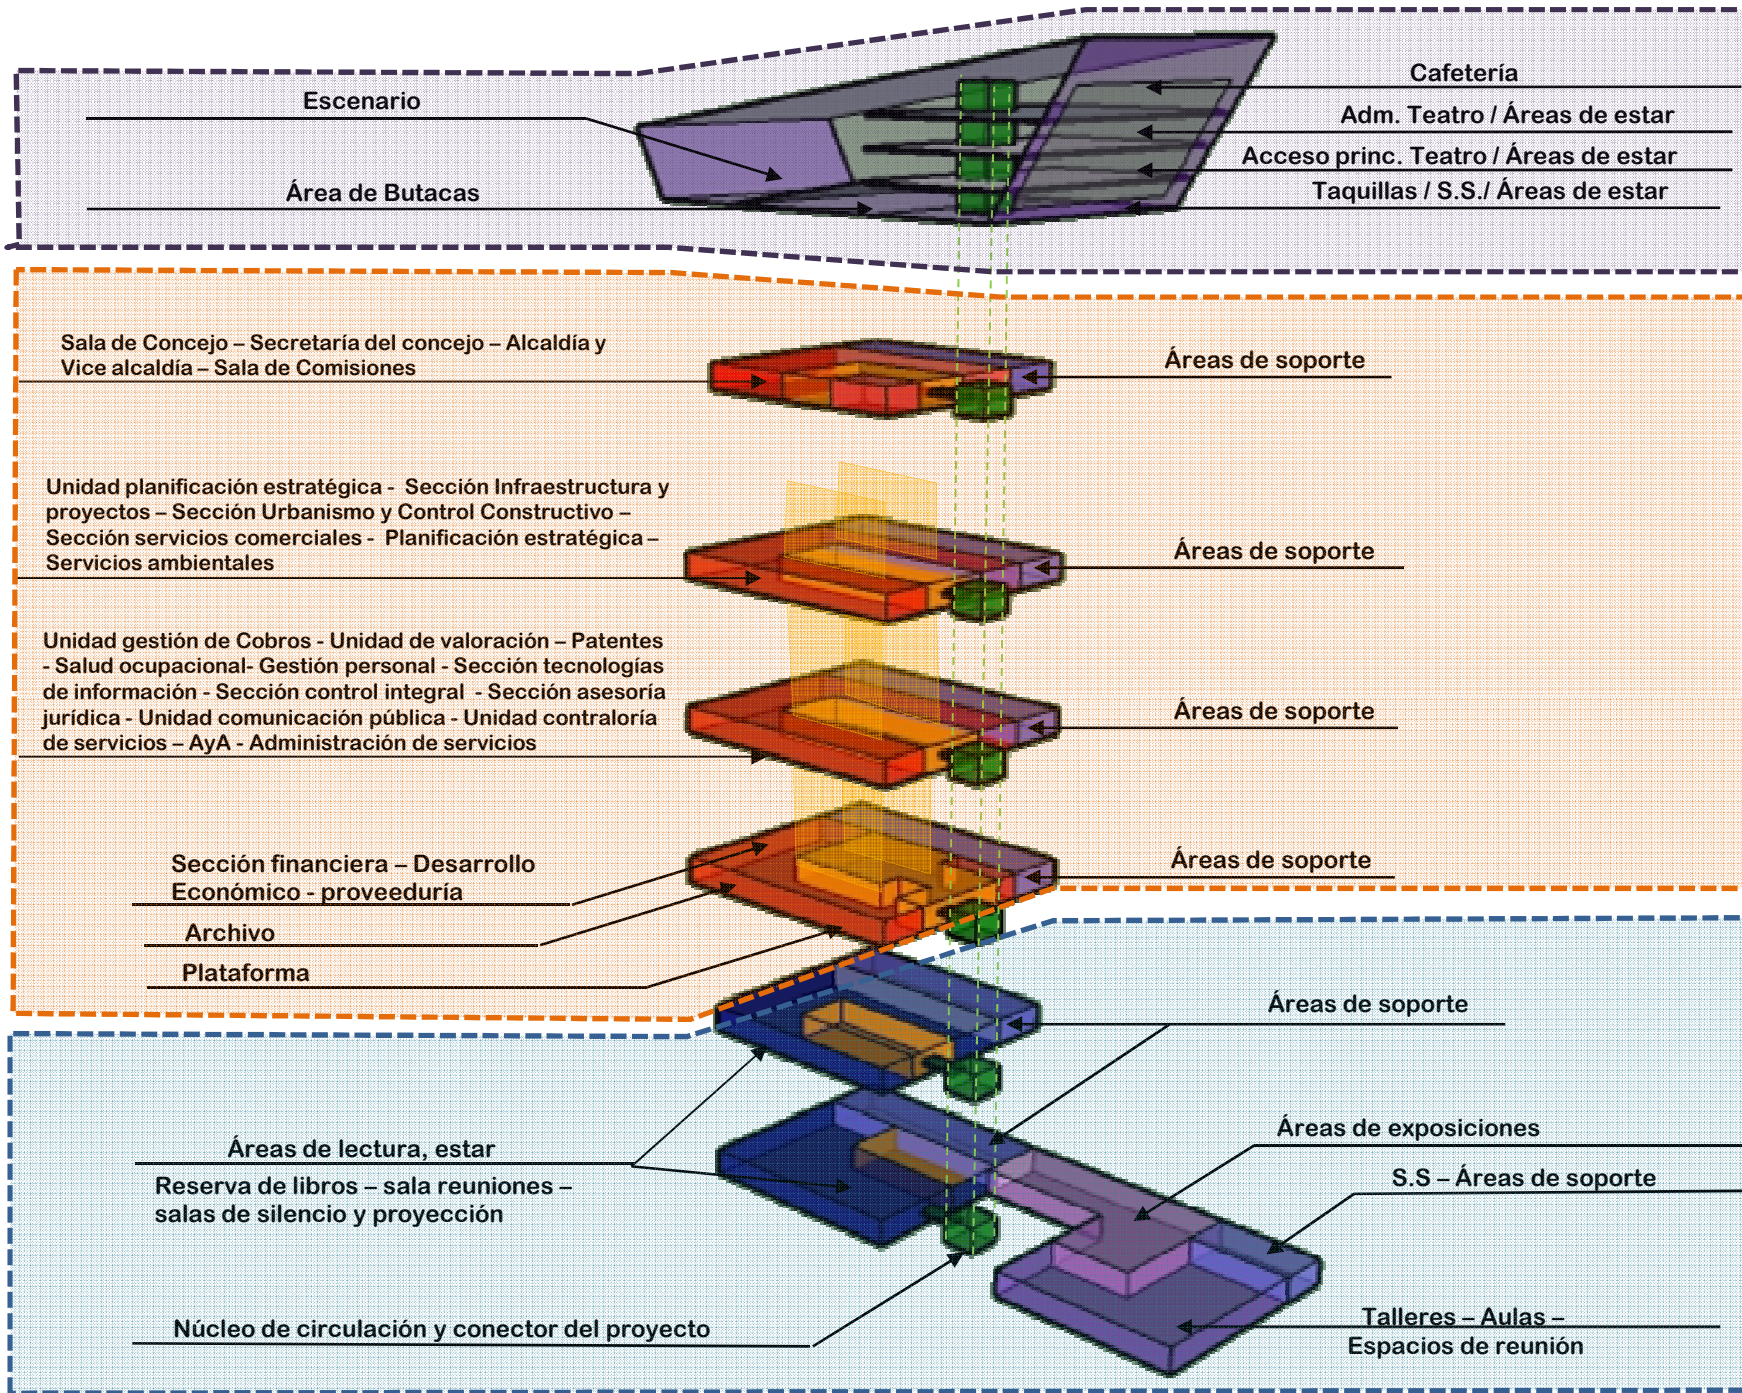 Escenario
Área de Butacas
Cafetería
Adm. Teatro / Áreas de estar
Acceso princ. Teatro / Áreas de estar
Taquillas / S.S./ Áreas de estar
Sala de Concejo – Secretaría del concejo – Alcaldía y
Vice alcaldía – Sala de Comisiones
Áreas de soporte
Unidad planificación estratégica - Sección Infraestructura y
proyectos – Sección Urbanismo y Control Constructivo –
Sección servicios comerciales - Planificación estratégica –
Servicios ambientales
Áreas de soporte
Unidad gestión de Cobros - Unidad de valoración – Patentes
- Salud ocupacional- Gestión personal - Sección tecnologías
de información - Sección control integral - Sección asesoría
jurídica - Unidad comunicación pública - Unidad contraloría
de servicios – AyA - Administración de servicios
Áreas de soporte
Sección financiera – Desarrollo
Económico - proveeduría
Archivo
Plataforma
Áreas de soporte
Áreas de soporte
Áreas de lectura, estar
Reserva de libros – sala reuniones –
salas de silencio y proyección
Áreas de exposiciones
S.S – Áreas de soporte
Núcleo de circulación y conector del proyecto
Talleres – Aulas –
Espacios de reunión